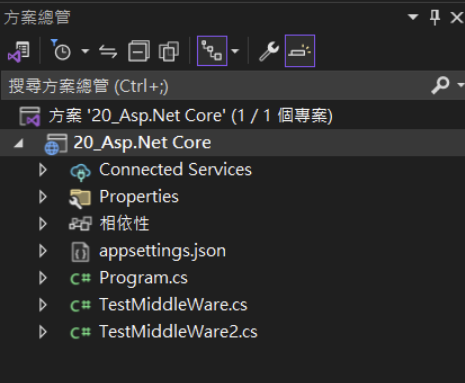 方案總管
搜尋方案總管 (Ctrl+;)
方案 '20_Asp.Net Core' (1 / 1 個專案)
20_Asp.Net Core
Connected Services
Properties
相依性
appsettings.json
C# Program.cs
C# TestMiddleWare.cs
C# TestMiddleWare2.cs